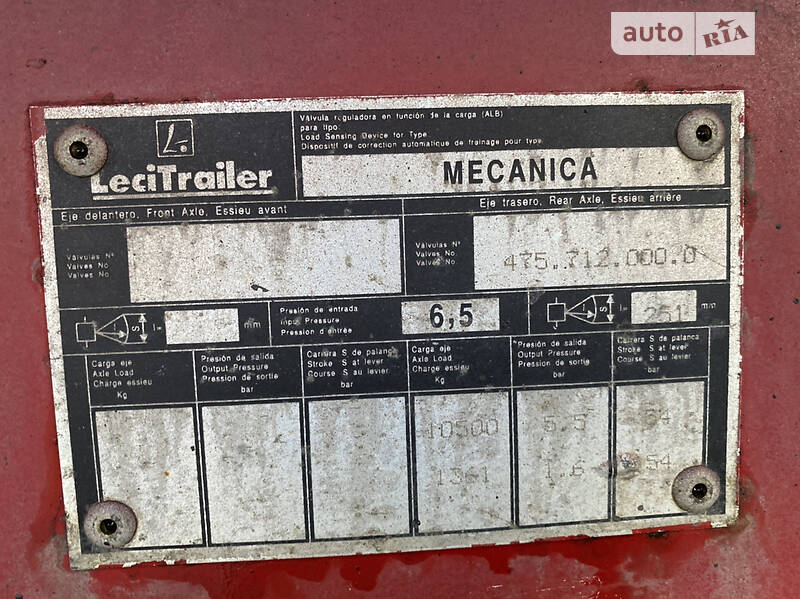 auto RIA
L.
LeciTrailer
Válvula reguladora en función de la carga (ALB)
para tipo:
Load Sensing Device for Type
Dispositif de correction automatique de freinage pour type
MECANICA
Eje delantero, Front Axle, Essieu avant
Eje trasero, Rear Axle, Essieu arrière
Válvulas Nº
Valves No
Valves No
Válvulas Nº
Valves No
Valves No
475.712.000.0
S
l=
mm
Presión de entrada
Input Pressure
Pression d'entrée
6,5
S
l=
251
mm
Carga eje
Axle Load
Charge essieu
Kg
Presión de salida
Output Pressure
Pression de sortie
bar
Carrera S de palanca
Stroke S at lever
Course S au levier
bar
Carga eje
Axle Load
Charge essieu
Kg
Presión de salida
Output Pressure
Pression de sortie
bar
Carrera S de palanca
Stroke S at lever
Course S au levier
bar
10500 5.5 54
1361 1.6 54